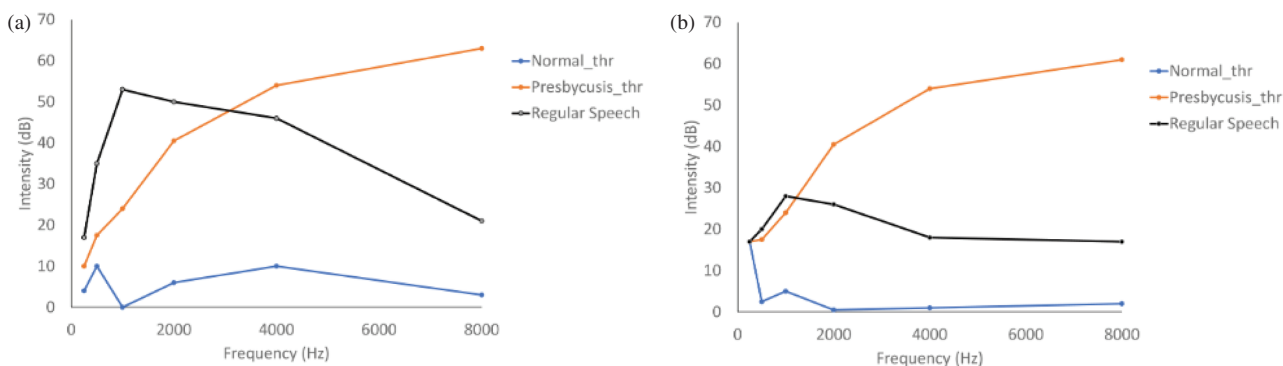 (a)
70
60
50
40
30
20
10
0
Intensity (dB)
0 2000 4000 6000 8000
Frequency (Hz)
Normal_thr
Presbycusis_thr
Regular Speech
(b)
70
60
50
40
30
20
10
0
Intensity (dB)
0 2000 4000 6000 8000
Frequency (Hz)
Normal_thr
Presbycusis_thr
Regular Speech